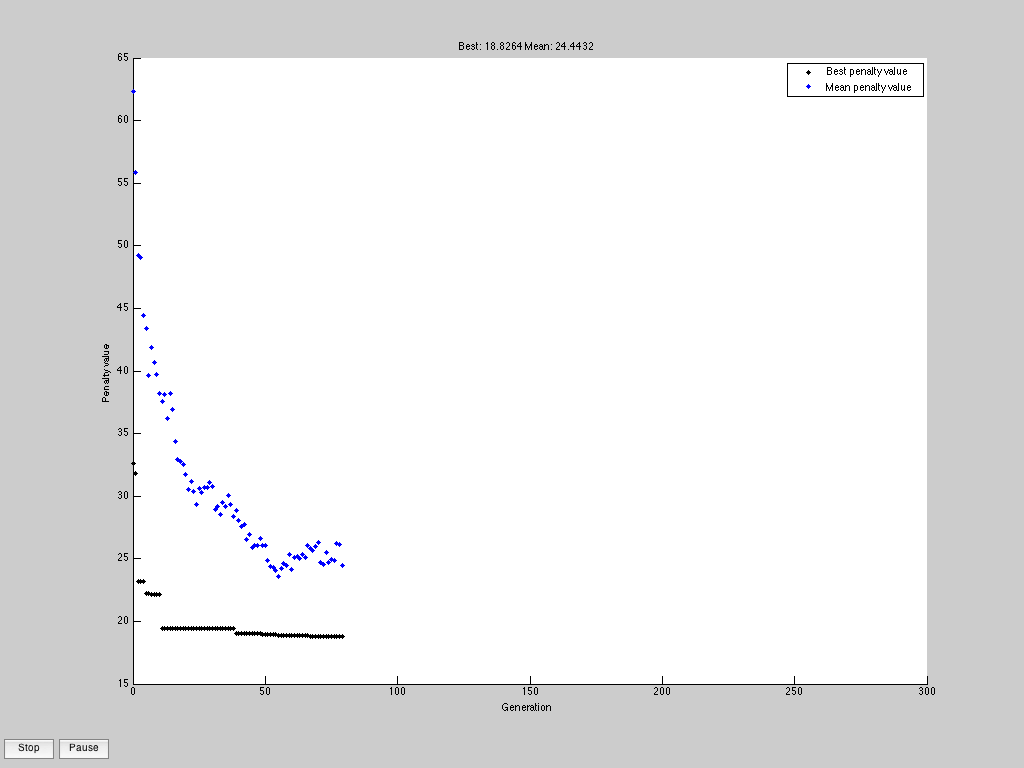 Best: 18.8264 Mean: 24.4432
Best penalty value
Mean penalty value
65
60
55
50
45
40
35
30
25
20
15
Penalty value
0
50
100
150
200
250
300
Generation
Stop
Pause